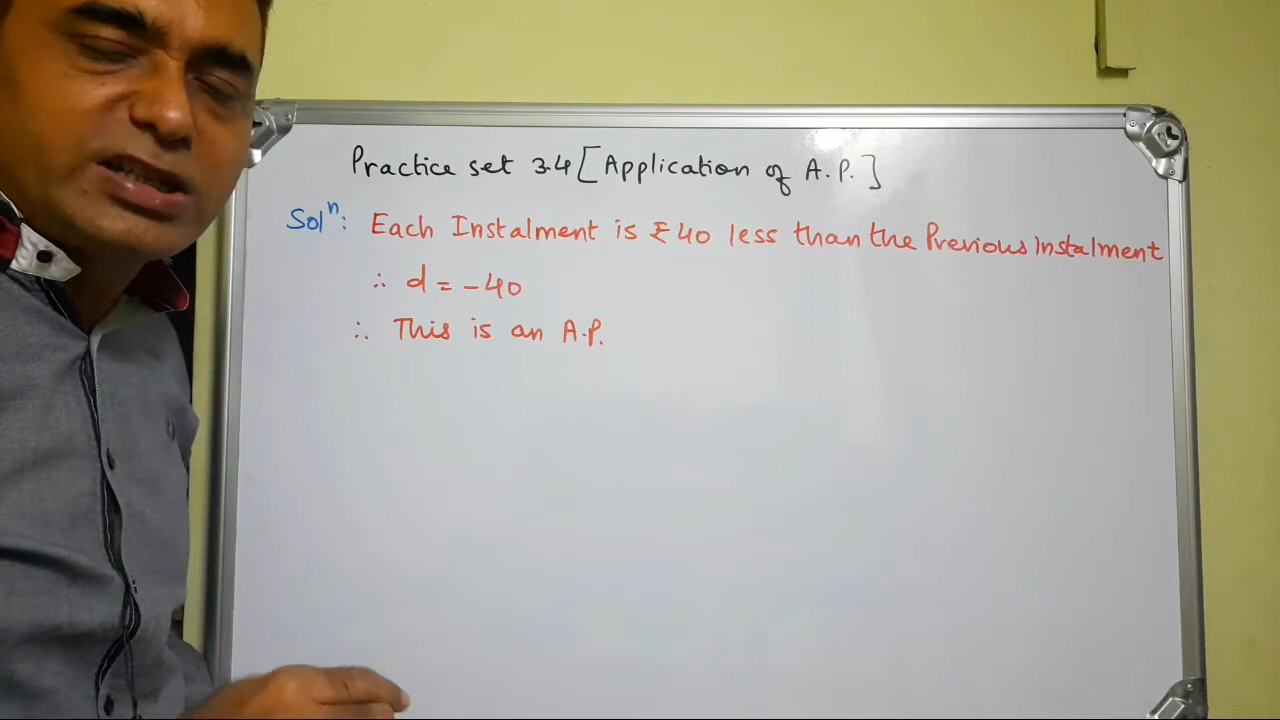 Practice set 3.4 [Application of A.P.]
Solⁿ: Each Instalment is ₹ 40 less than the Previous Instalment
∴ d = -40
∴ This is an A.P.